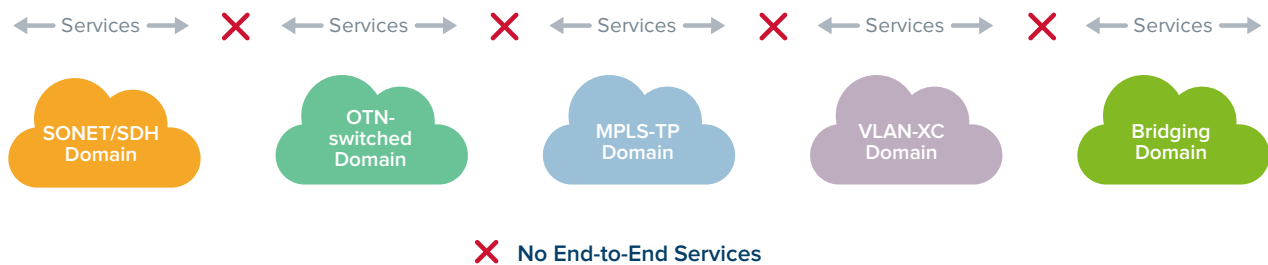 Services Services Services Services Services
SONET/SDH
Domain
OTN-
switched
Domain
MPLS-TP
Domain
VLAN-XC
Domain
Bridging
Domain
No End-to-End Services